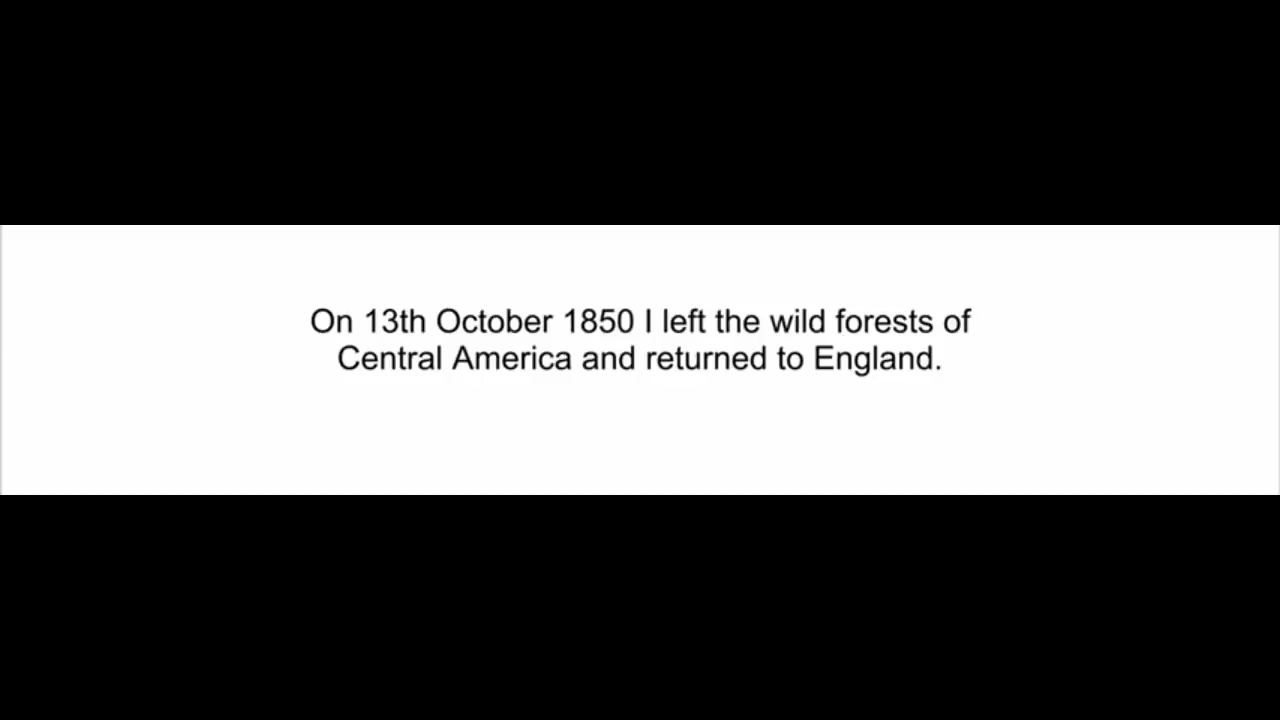 On 13th October 1850 I left the wild forests of
Central America and returned to England.